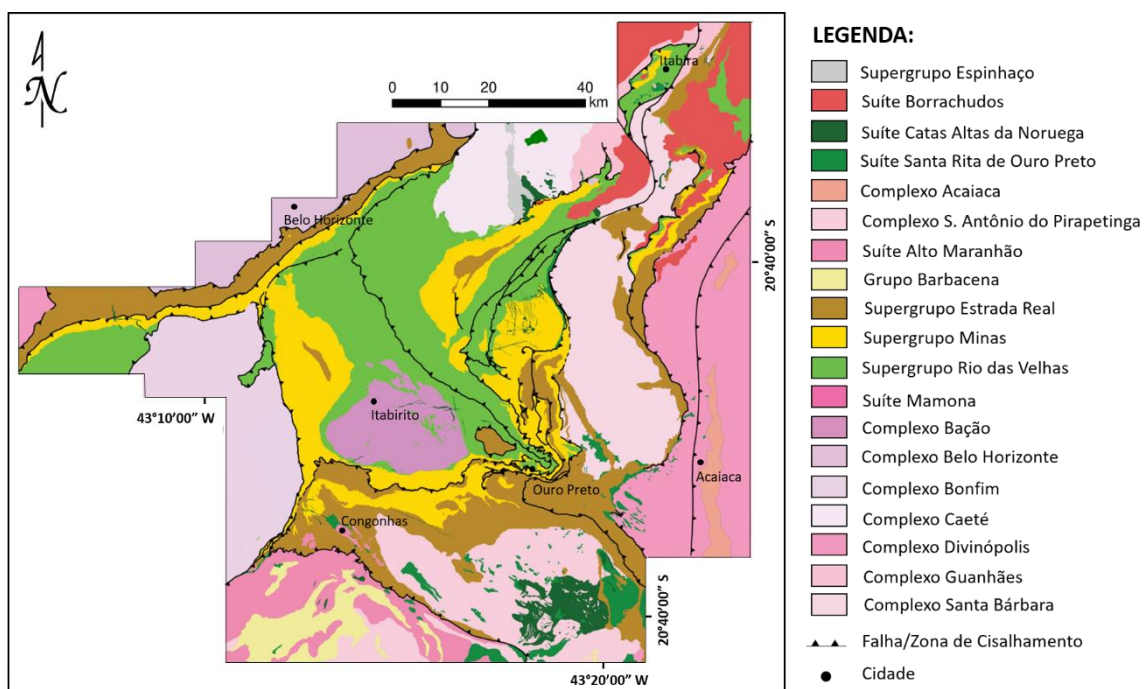 N
0 10 20 40
km
Itabira
Belo Horizonte
20°40'00" S
43°10'00" W
Itabirito
Ouro Preto
Acaiaca
Congonhas
20°40'00" S
43°20'00" W
LEGENDA:
Supergrupo Espinhaço
Suíte Borrachudos
Suíte Catas Altas da Noruega
Suíte Santa Rita de Ouro Preto
Complexo Acaiaca
Complexo S. Antônio do Pirapetinga
Suíte Alto Maranhão
Grupo Barbacena
Supergrupo Estrada Real
Supergrupo Minas
Supergrupo Rio das Velhas
Suíte Mamona
Complexo Bação
Complexo Belo Horizonte
Complexo Bonfim
Complexo Caeté
Complexo Divinópolis
Complexo Guanhães
Complexo Santa Bárbara
Falha/Zona de Cisalhamento
Cidade